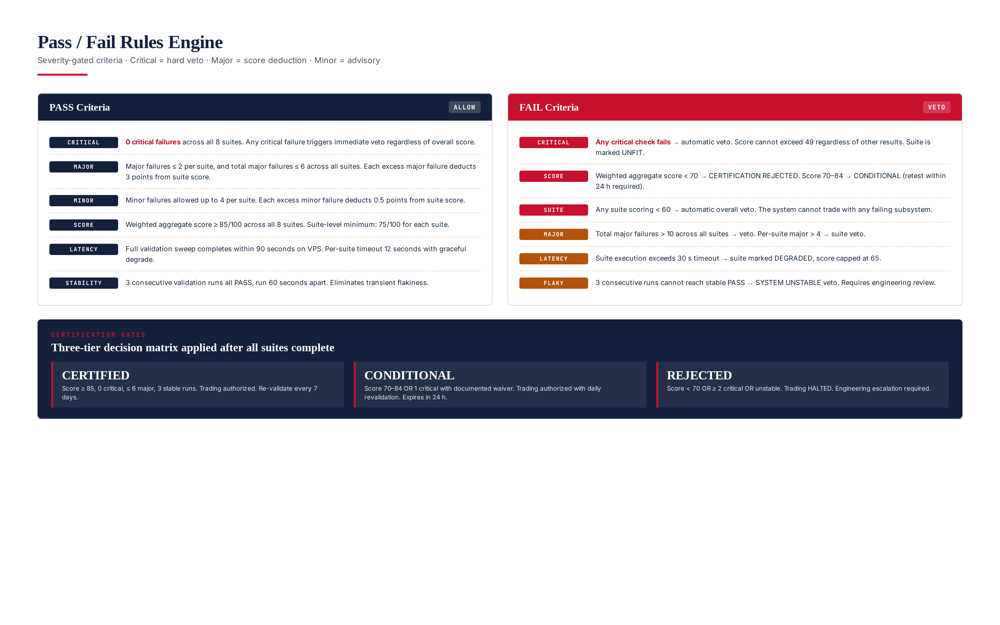 Pass / Fail Rules Engine
Severity-gated criteria · Critical = hard veto · Major = score deduction · Minor = advisory
PASS Criteria
ALLOW
CRITICAL
0 critical failures across all 8 suites. Any critical failure triggers immediate veto regardless of overall score.
MAJOR
Major failures ≤ 2 per suite, and total major failures ≤ 6 across all suites. Each excess major failure deducts
3 points from suite score.
MINOR
Minor failures allowed up to 4 per suite. Each excess minor failure deducts 0.5 points from suite score.
SCORE
Weighted aggregate score ≥ 85/100 across all 8 suites. Suite-level minimum: 75/100 for each suite.
LATENCY
Full validation sweep completes within 90 seconds on VPS. Per-suite timeout 12 seconds with graceful
degrade.
STABILITY
3 consecutive validation runs all PASS, run 60 seconds apart. Eliminates transient flakiness.
FAIL Criteria
VETO
CRITICAL
Any critical check fails → automatic veto. Score cannot exceed 49 regardless of other results. Suite is
marked UNFIT.
SCORE
Weighted aggregate score < 70 → CERTIFICATION REJECTED. Score 70–84 → CONDITIONAL (retest within
24 h required).
SUITE
Any suite scoring < 60 → automatic overall veto. The system cannot trade with any failing subsystem.
MAJOR
Total major failures > 10 across all suites → veto. Per-suite major > 4 → suite veto.
LATENCY
Suite execution exceeds 30 s timeout → suite marked DEGRADED, score capped at 65.
FLAKY
3 consecutive runs cannot reach stable PASS → SYSTEM UNSTABLE veto. Requires engineering review.
CERTIFICATION GATES
Three-tier decision matrix applied after all suites complete
CERTIFIED
Score ≥ 85, 0 critical, ≤ 6 major, 3 stable runs. Trading authorized. Re-validate every 7
days.
CONDITIONAL
Score 70–84 OR 1 critical with documented waiver. Trading authorized with daily
revalidation. Expires in 24 h.
REJECTED
Score < 70 OR ≥ 2 critical OR unstable. Trading HALTED. Engineering escalation required.